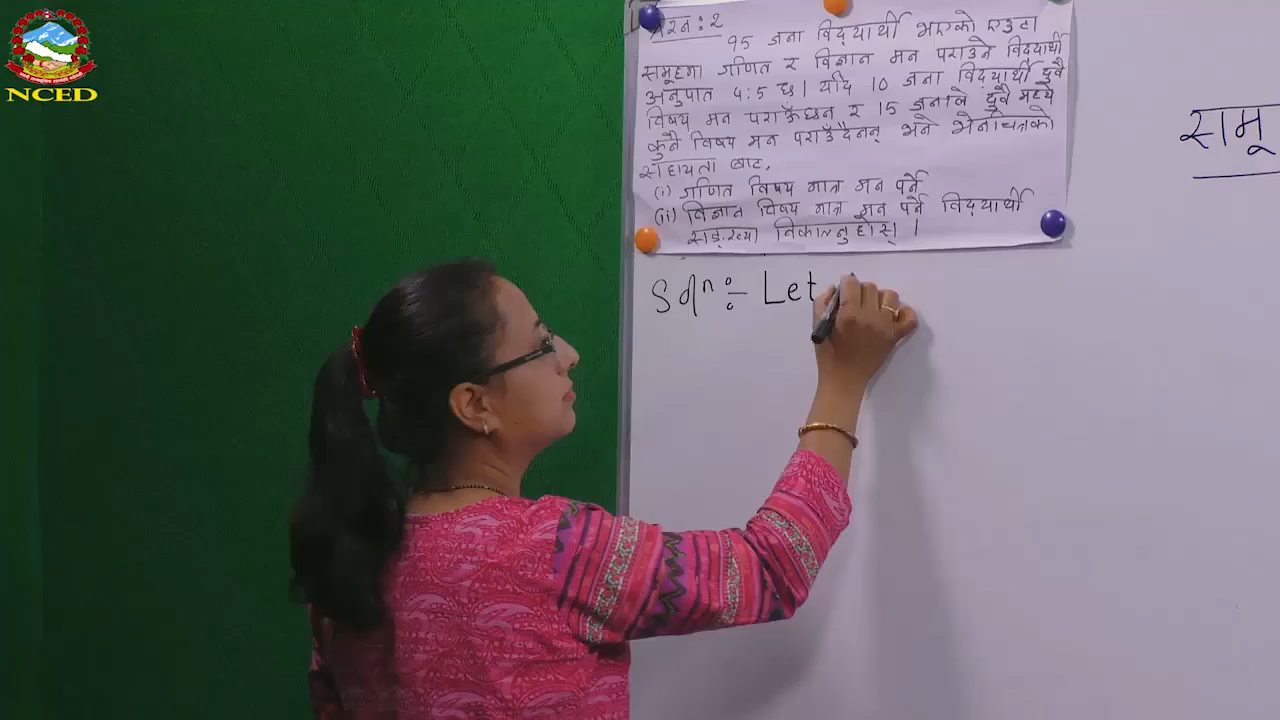 NCED
प्रश्न: २
95 जना विद्यार्थी भएको एउटा
समूहमा गणित र विज्ञान मन पराउने विद्यार्थी
अनुपात 4:5 छ। यदि 10 जना विद्यार्थी दुवै
विषय मन पराउँछन् र 15 जनाले दुवै मध्ये
कुनै विषय मन पराउँदैनन् भने भेनचित्रको
सहायता बाट,
(i) गणित विषय मात्र मन पर्ने
(ii) विज्ञान विषय मात्र मन पर्ने विद्यार्थी
सङ्ख्या निकाल्नुहोस् ।
Solⁿ :- Let
सामू